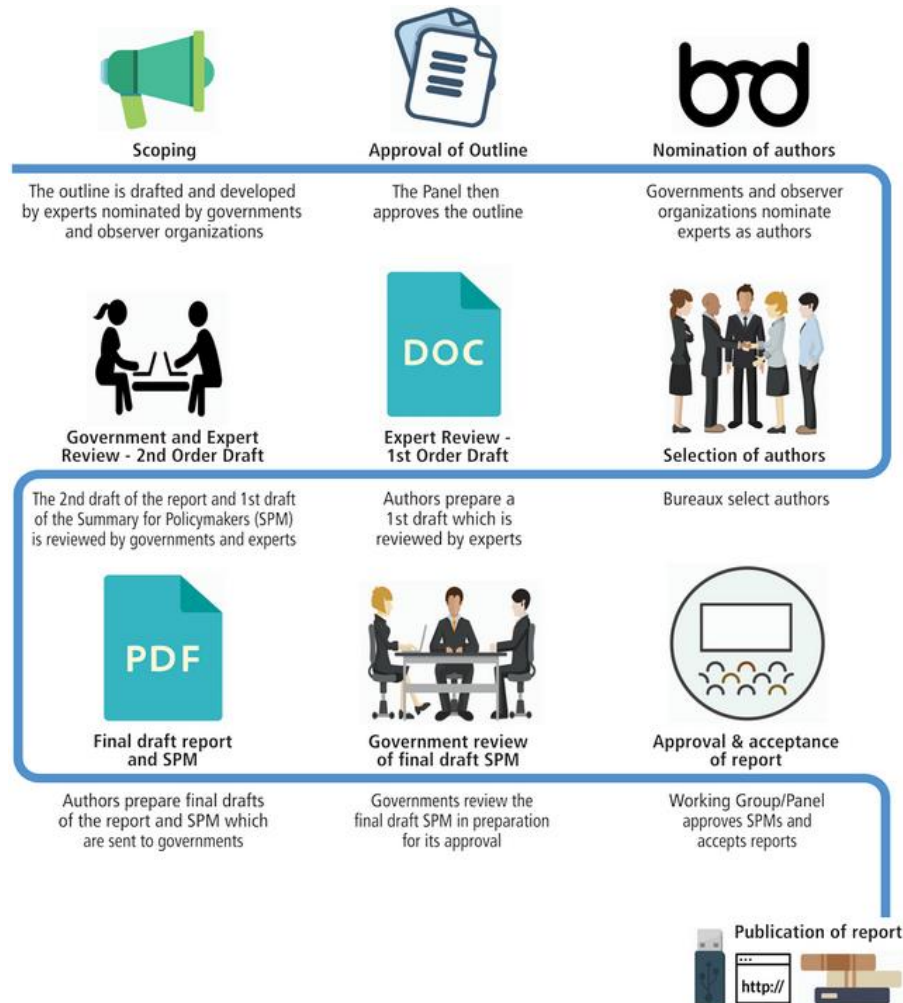 Scoping
The outline is drafted and developed
by experts nominated by governments
and observer organizations
Approval of Outline
The Panel then
approves the outline
Nomination of authors
Governments and observer
organizations nominate
experts as authors
Selection of authors
Bureaux select authors
DOC
Expert Review -
1st Order Draft
Authors prepare a
1st draft which is
reviewed by experts
Government and Expert
Review - 2nd Order Draft
The 2nd draft of the report and 1st draft
of the Summary for Policymakers (SPM)
is reviewed by governments and experts
PDF
Final draft report
and SPM
Authors prepare final drafts
of the report and SPM which
are sent to governments
Government review
of final draft SPM
Governments review the
final draft SPM in preparation
for its approval
Approval & acceptance
of report
Working Group/Panel
approves SPMs and
accepts reports
Publication of report
http://